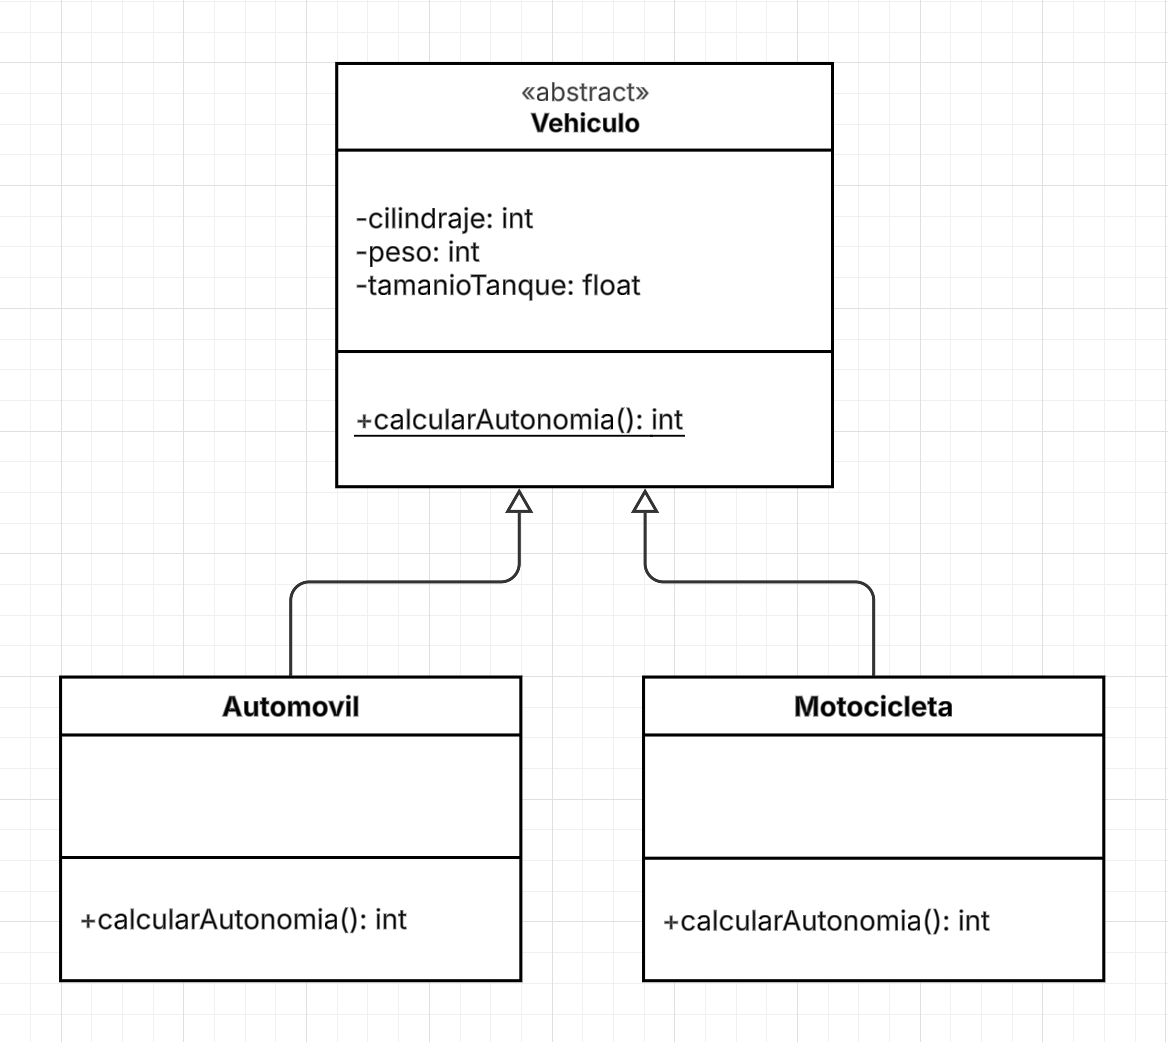 «abstract»
Vehiculo
-cilindraje: int
-peso: int
-tamanioTanque: float
+calcularAutonomia(): int
Automovil
+calcularAutonomia(): int
Motocicleta
+calcularAutonomia(): int